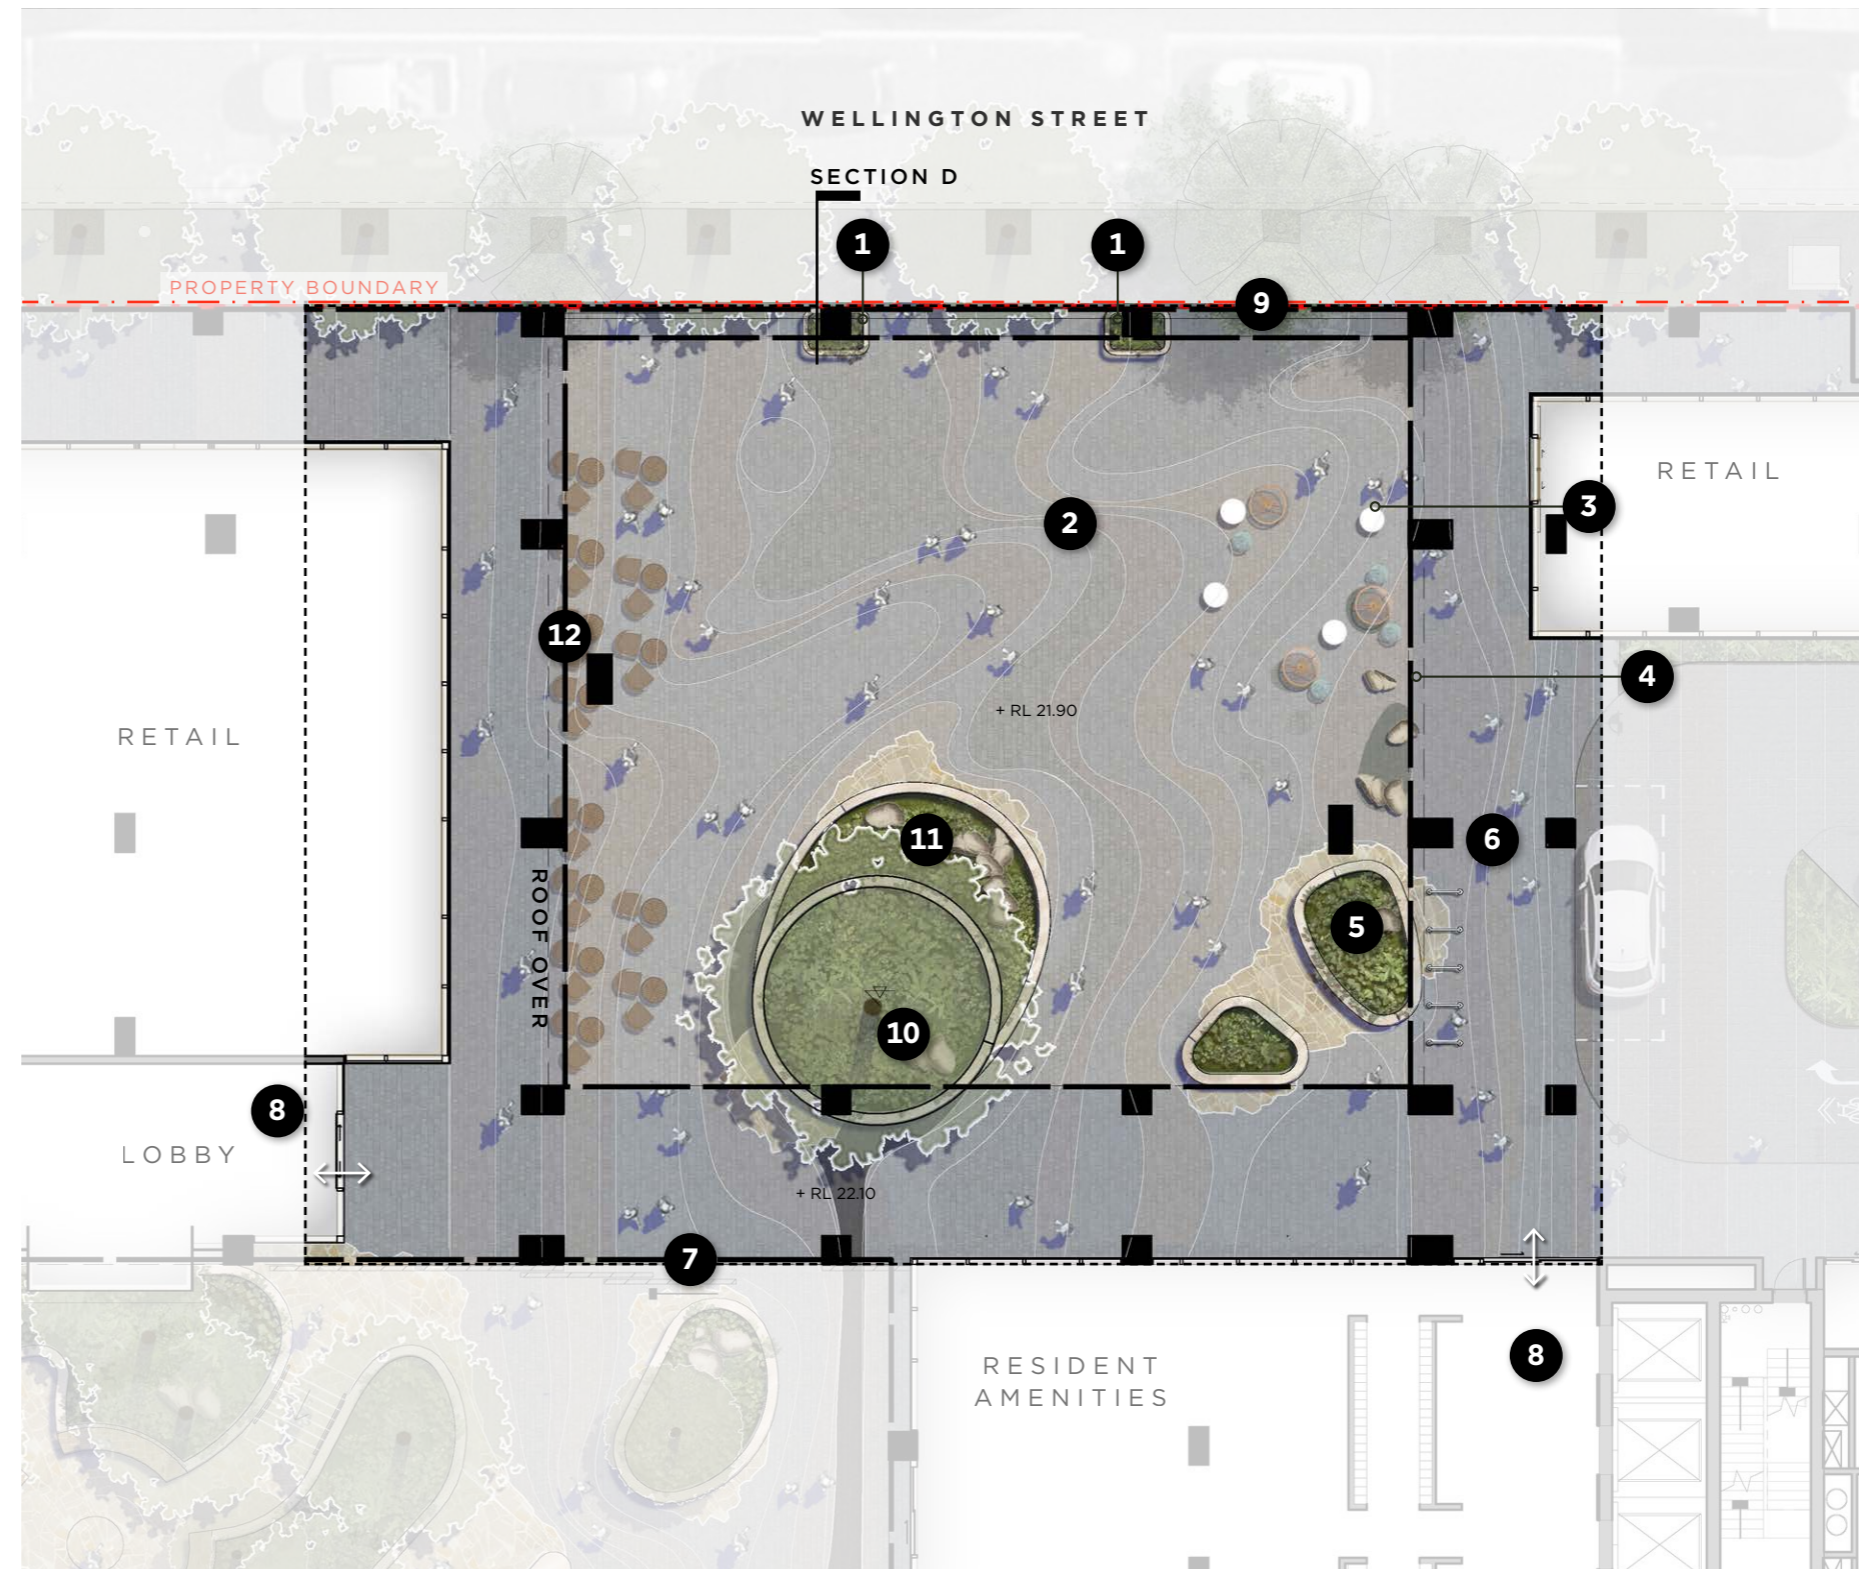 WELLINGTON STREET
SECTION D
1
1
PROPERTY BOUNDARY
9
RETAIL
3
2
12
4
+ RL 21.90
RETAIL
11
6
ROOF OVER
5
10
8
LOBBY
+ RL 22.10
7
8
RESIDENT
AMENITIES